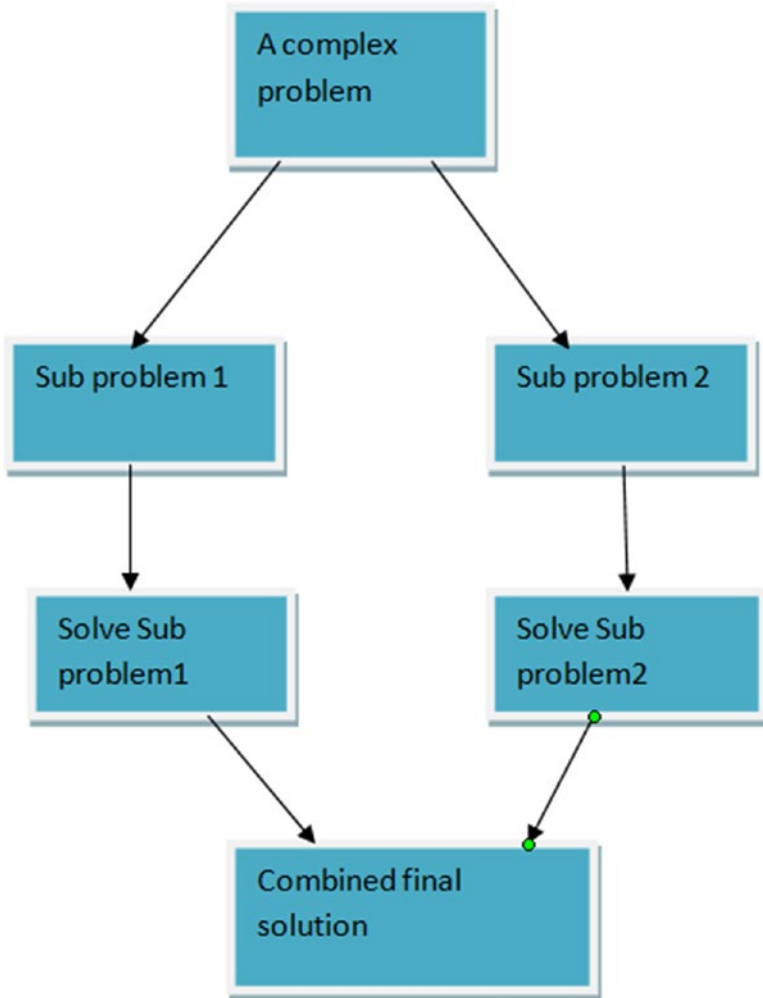 A complex
problem
Sub problem 1
Sub problem 2
Solve Sub
problem1
Solve Sub
problem2
Combined final
solution